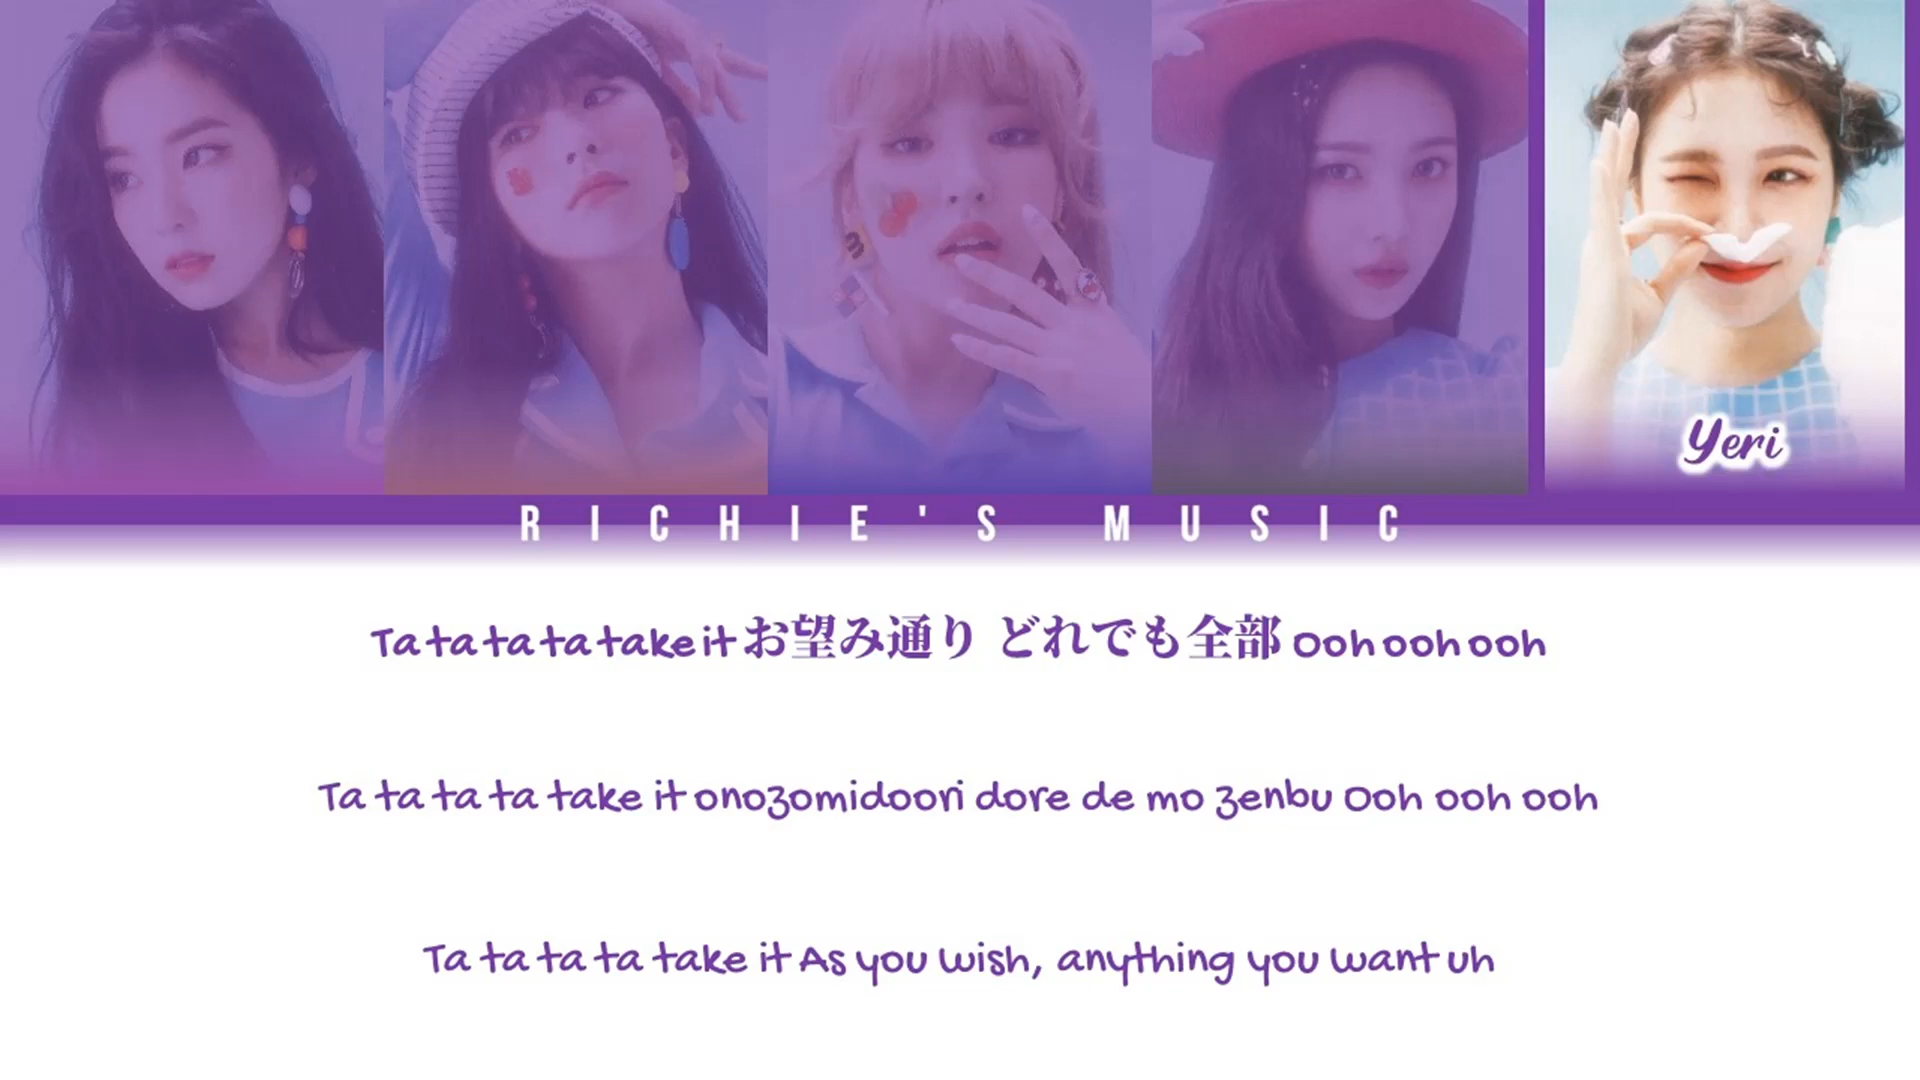 Yeri
RICHIE'S MUSIC
Ta ta ta ta take it お望み通り どれでも全部 Ooh ooh ooh
Ta ta ta ta take it onozomidoori dore de mo zenbu Ooh ooh ooh
Ta ta ta ta take it As you wish, anything you want uh